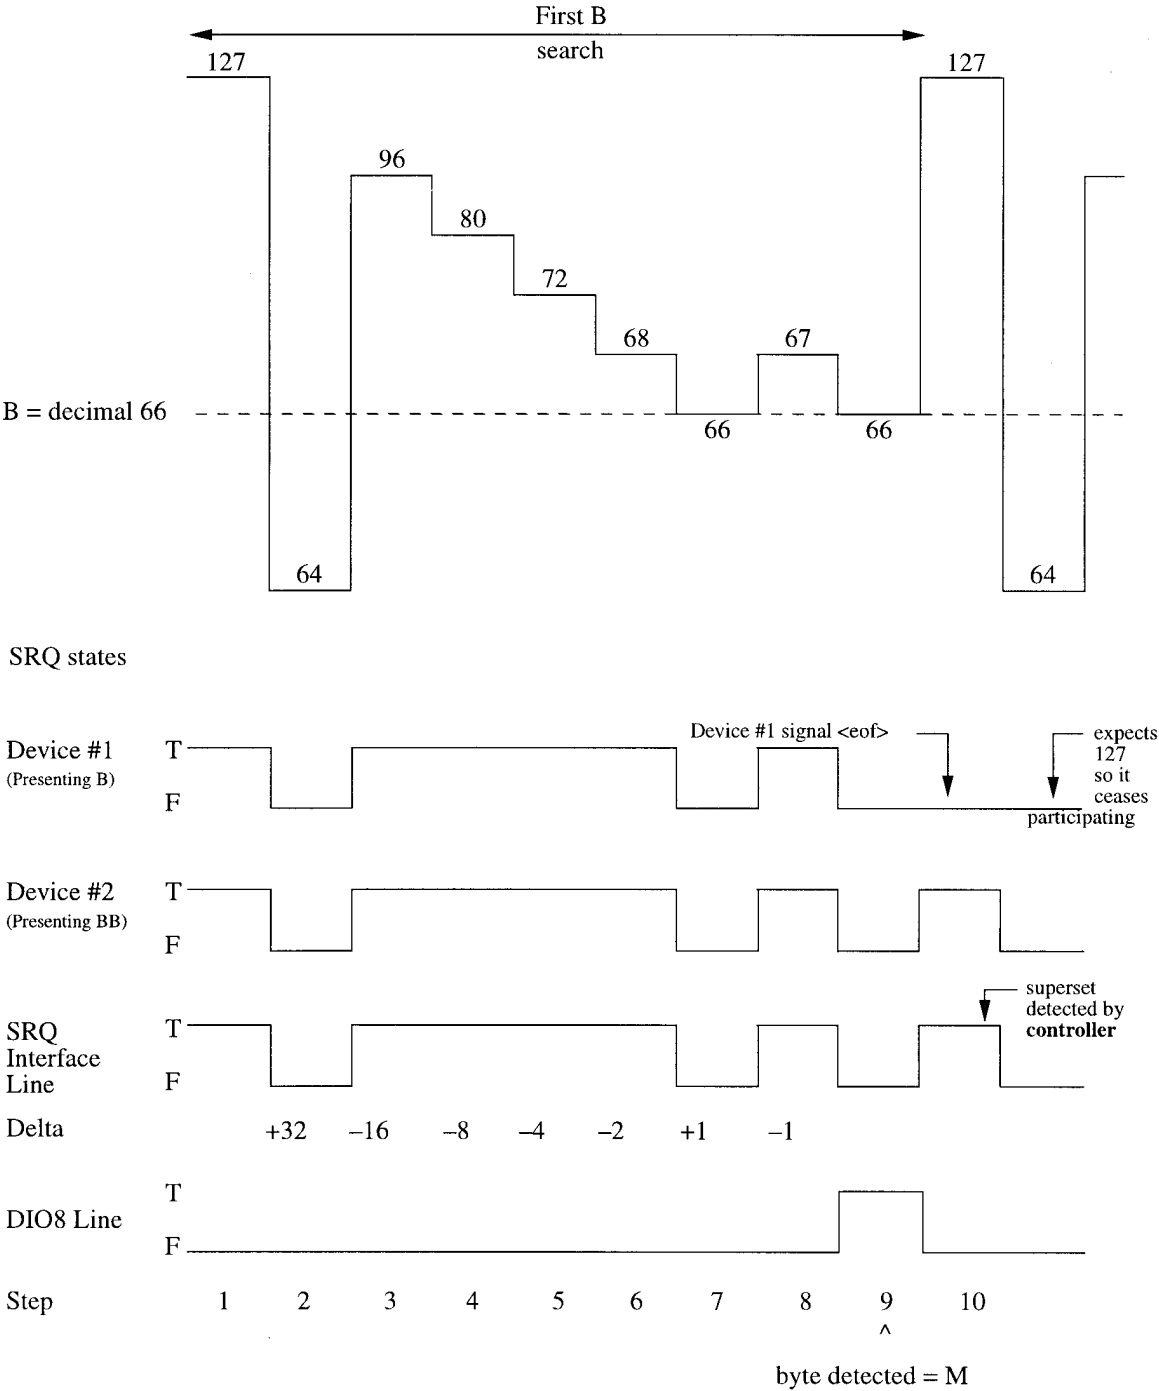 First B
search
127
127
96
80
72
68
67
B = decimal 66
66
66
64
64
SRQ states
Device #1 signal <eof>
expects
127
so it
ceases
participating
Device #1
(Presenting B)
T
F
Device #2
(Presenting BB)
T
F
superset
detected by
controller
SRQ
Interface
Line
T
F
Delta
+32 –16 –8 –4 –2 +1 –1
T
DIO8 Line
F
Step 1 2 3 4 5 6 7 8 9 10
^
byte detected = M